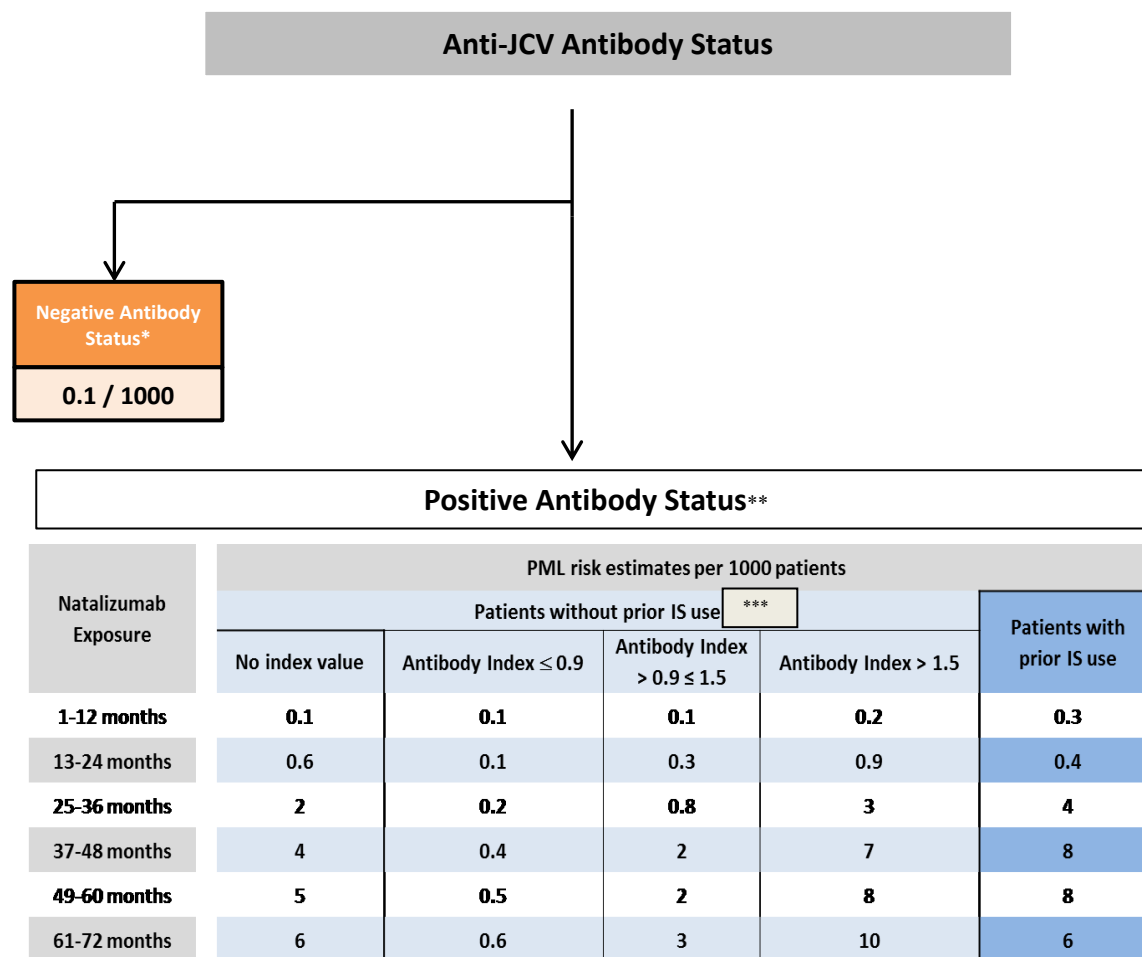 Anti-JCV Antibody Status
Negative Antibody
Status*
0.1 / 1000
Positive Antibody Status**
Natalizumab
Exposure
PML risk estimates per 1000 patients
Patients without prior IS use ***
Patients with
prior IS use
No index value
Antibody Index ≤ 0.9
Antibody Index
> 0.9 ≤ 1.5
Antibody Index > 1.5
1-12 months 0.1 0.1 0.1 0.2 0.3
13-24 months 0.6 0.1 0.3 0.9 0.4
25-36 months 2 0.2 0.8 3 4
37-48 months 4 0.4 2 7 8
49-60 months 5 0.5 2 8 8
61-72 months 6 0.6 3 10 6